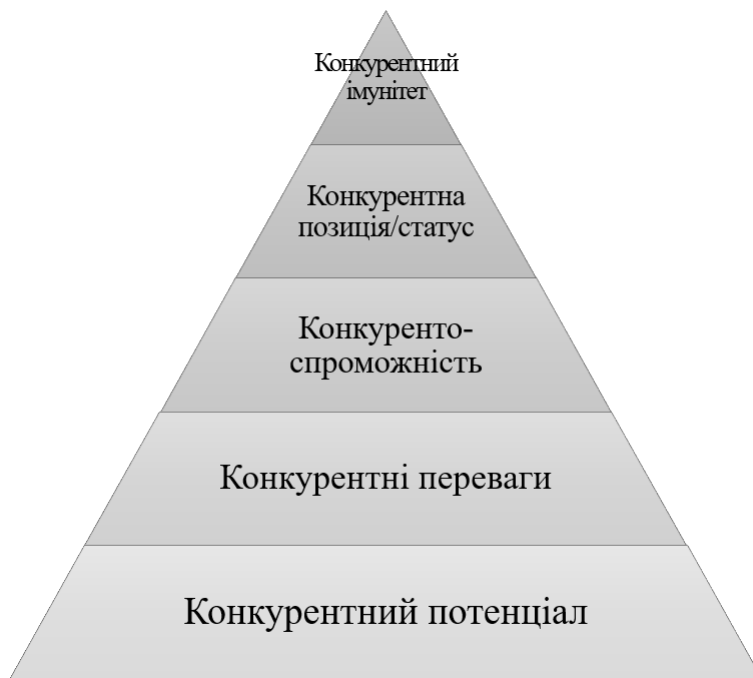 Конкурентний
імунітет
Конкурентна
позиція/статус
Конкуренто-
спроможність
Конкурентні переваги
Конкурентний потенціал